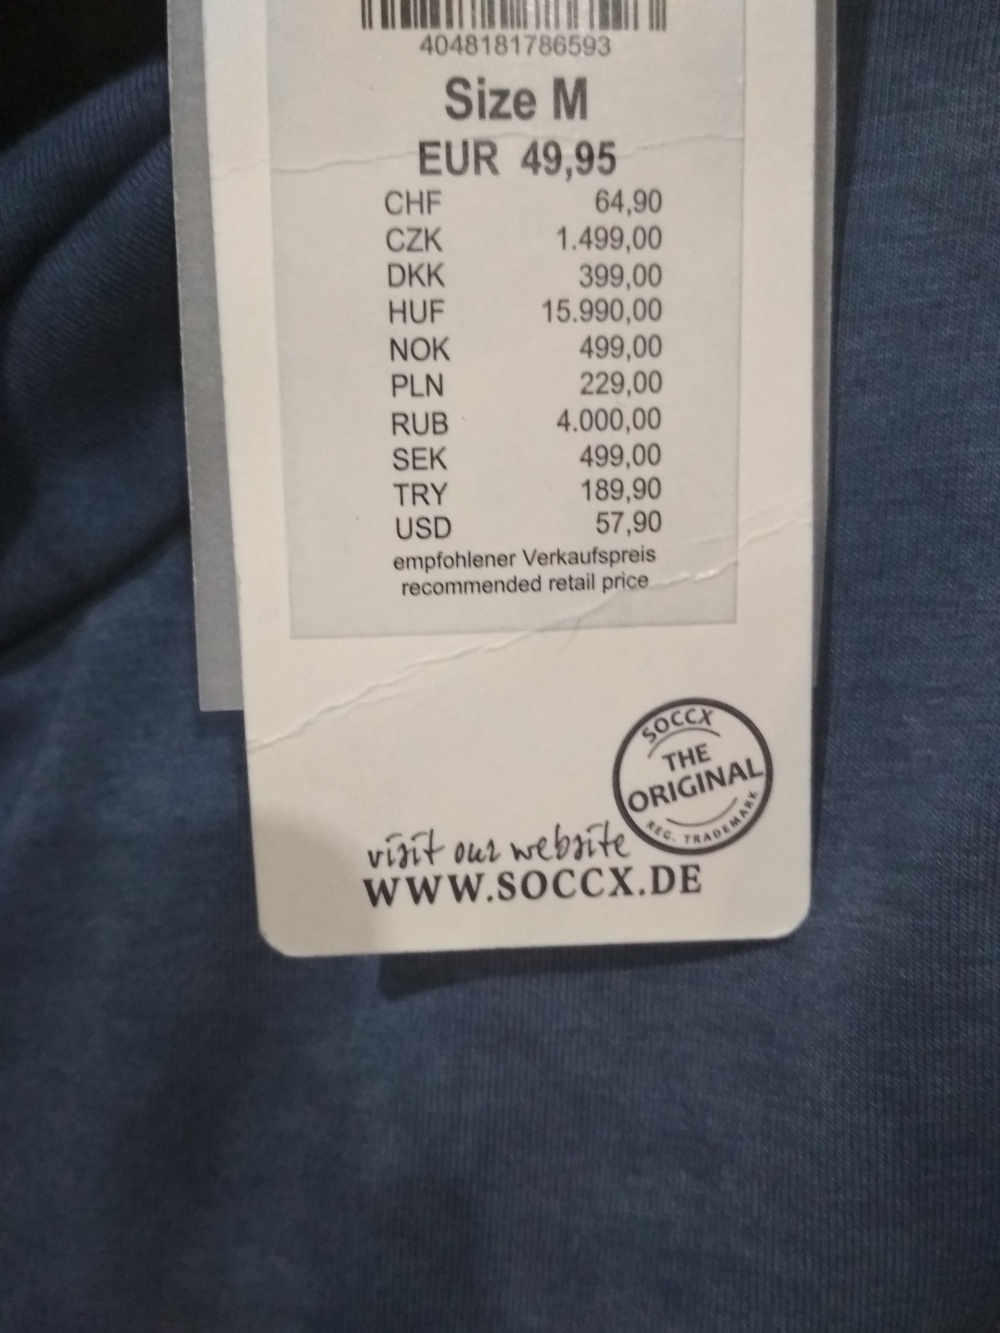 4048181786593
Size M
EUR 49,95
CHF 64,90
CZK 1.499,00
DKK 399,00
HUF 15.990,00
NOK 499,00
PLN 229,00
RUB 4.000,00
SEK 499,00
TRY 189,90
USD 57,90
empfohlener Verkaufspreis
recommended retail price
SOCCX
THE
ORIGINAL
REG. TRADEMARK
visit our website
WWW.SOCCX.DE